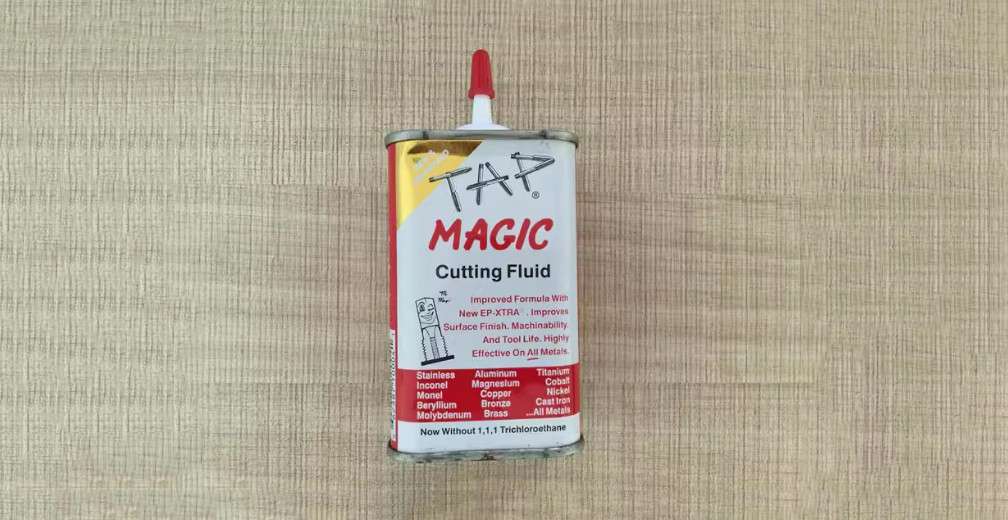 TAP®
MAGIC
Cutting Fluid
Improved Formula With
New EP-XTRA™. Improves
Surface Finish. Machinability.
And Tool Life. Highly
Effective On All Metals.
Stainless Aluminum Titanium
Inconel Magnesium Cobalt
Monel Copper Nickel
Beryllium Bronze Cast Iron
Molybdenum Brass ...All Metals
Now Without 1,1,1 Trichloroethane